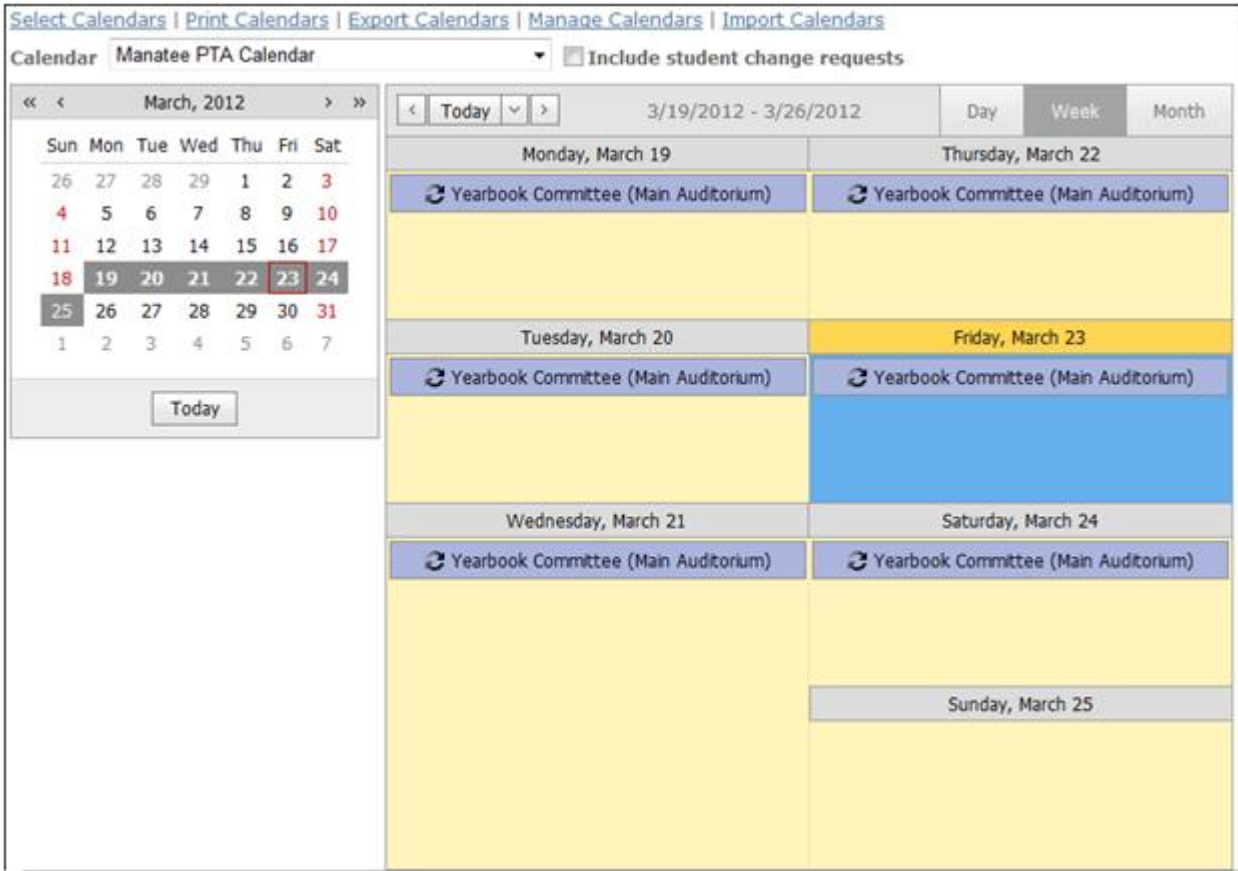 Select Calendars | Print Calendars | Export Calendars | Manage Calendars | Import Calendars
Calendar Manatee PTA Calendar Include student change requests
« ‹ March, 2012 › »
Sun Mon Tue Wed Thu Fri Sat
26 27 28 29 1 2 3
4 5 6 7 8 9 10
11 12 13 14 15 16 17
18 19 20 21 22 23 24
25 26 27 28 29 30 31
1 2 3 4 5 6 7
Today
Today 3/19/2012 - 3/26/2012 Day Week Month
Monday, March 19 Thursday, March 22
Yearbook Committee (Main Auditorium) Yearbook Committee (Main Auditorium)
Tuesday, March 20 Friday, March 23
Yearbook Committee (Main Auditorium) Yearbook Committee (Main Auditorium)
Wednesday, March 21 Saturday, March 24
Yearbook Committee (Main Auditorium) Yearbook Committee (Main Auditorium)
Sunday, March 25